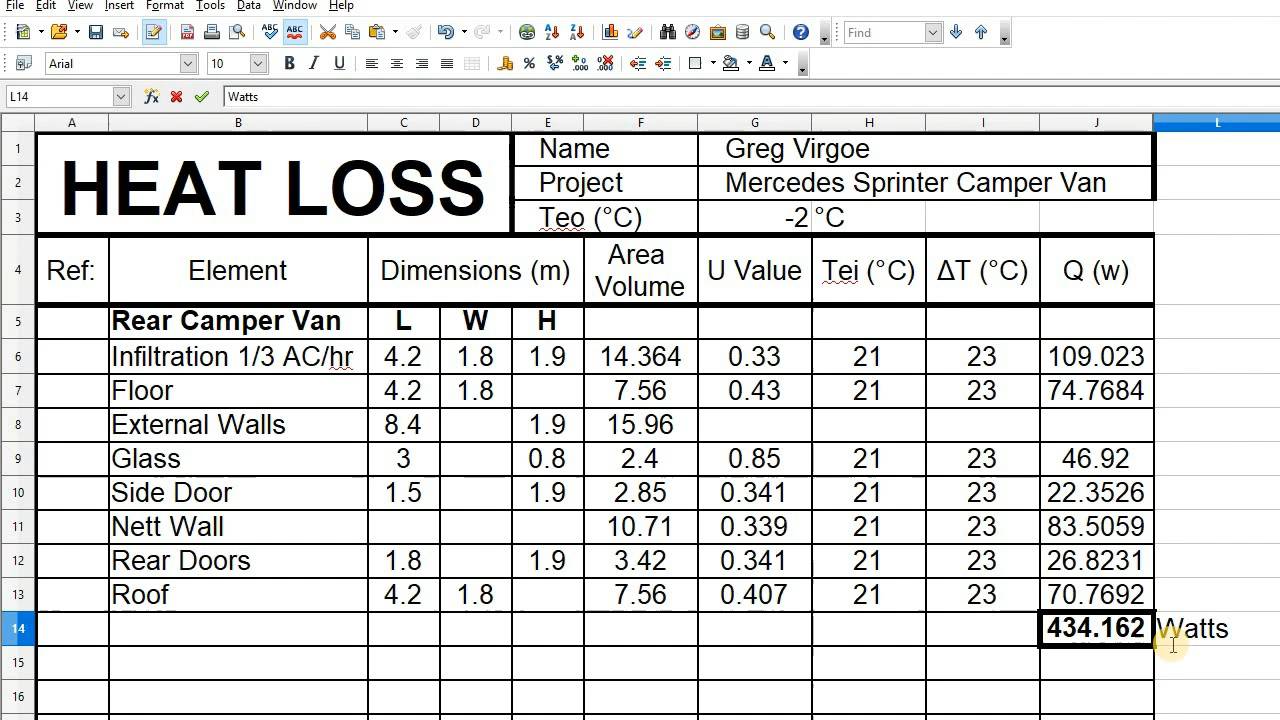 File Edit View Insert Format Tools Data Window Help
Find
Arial 10
L14 Watts
A B C D E F G H I J L
1 HEAT LOSS Name Greg Virgoe
2 Project Mercedes Sprinter Camper Van
3 Teo (°C) -2 °C
4 Ref: Element Dimensions (m) Area Volume U Value Tei (°C) ΔT (°C) Q (w)
5 Rear Camper Van L W H
6 Infiltration 1/3 AC/hr 4.2 1.8 1.9 14.364 0.33 21 23 109.023
7 Floor 4.2 1.8 7.56 0.43 21 23 74.7684
8 External Walls 8.4 1.9 15.96
9 Glass 3 0.8 2.4 0.85 21 23 46.92
10 Side Door 1.5 1.9 2.85 0.341 21 23 22.3526
11 Nett Wall 10.71 0.339 21 23 83.5059
12 Rear Doors 1.8 1.9 3.42 0.341 21 23 26.8231
13 Roof 4.2 1.8 7.56 0.407 21 23 70.7692
14 434.162 Watts
15
16